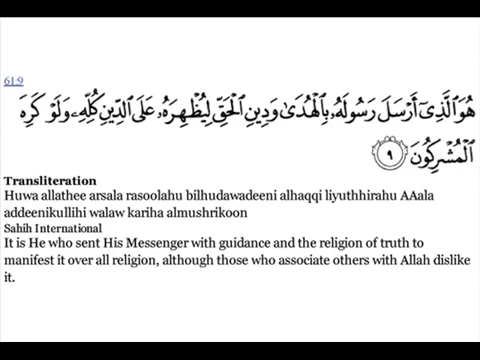 61:9
هُوَ الَّذِىٓ أَرْسَلَ رَسُولَهُۥ بِالْهُدَىٰ وَدِينِ الْحَقِّ لِيُظْهِرَهُۥ عَلَى الدِّينِ كُلِّهِۦ وَلَوْ كَرِهَ
الْمُشْرِكُونَ ٩
Transliteration
Huwa allathee arsala rasoolahu bilhudawadeeni alhaqqi liyuthhirahu AAala
addeenikullihi walaw kariha almushrikoon
Sahih International
It is He who sent His Messenger with guidance and the religion of truth to
manifest it over all religion, although those who associate others with Allah dislike
it.